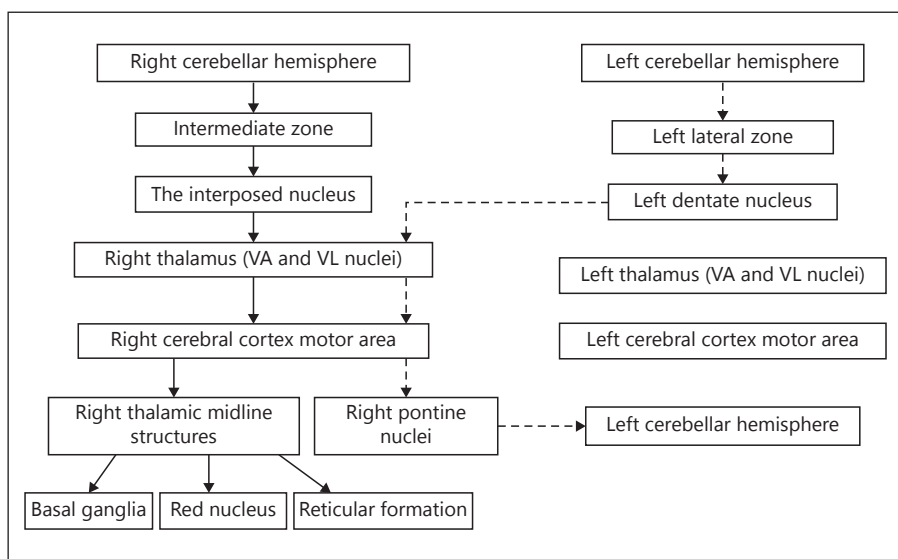 Right cerebellar hemisphere
Left cerebellar hemisphere
Intermediate zone
Left lateral zone
The interposed nucleus
Left dentate nucleus
Right thalamus (VA and VL nuclei)
Left thalamus (VA and VL nuclei)
Right cerebral cortex motor area
Left cerebral cortex motor area
Right thalamic midline
structures
Right pontine
nuclei
Left cerebellar hemisphere
Basal ganglia
Red nucleus
Reticular formation